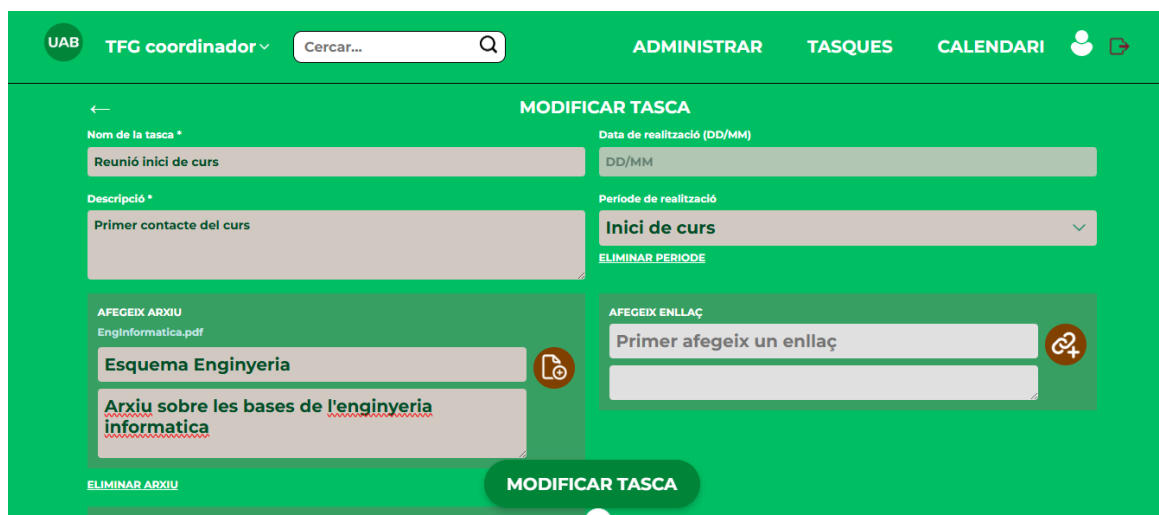 UAB
TFG coordinador
Cercar...
ADMINISTRAR
TASQUES
CALENDARI
←
MODIFICAR TASCA
Nom de la tasca *
Reunió inici de curs
Data de realització (DD/MM)
DD/MM
Descripció *
Primer contacte del curs
Període de realització
Inici de curs
ELIMINAR PERIODE
AFEGEIX ARXIU
EngInformatica.pdf
Esquema Enginyeria
Arxiu sobre les bases de l'enginyeria
informatica
ELIMINAR ARXIU
AFEGEIX ENLLAÇ
Primer afegeix un enllaç
MODIFICAR TASCA